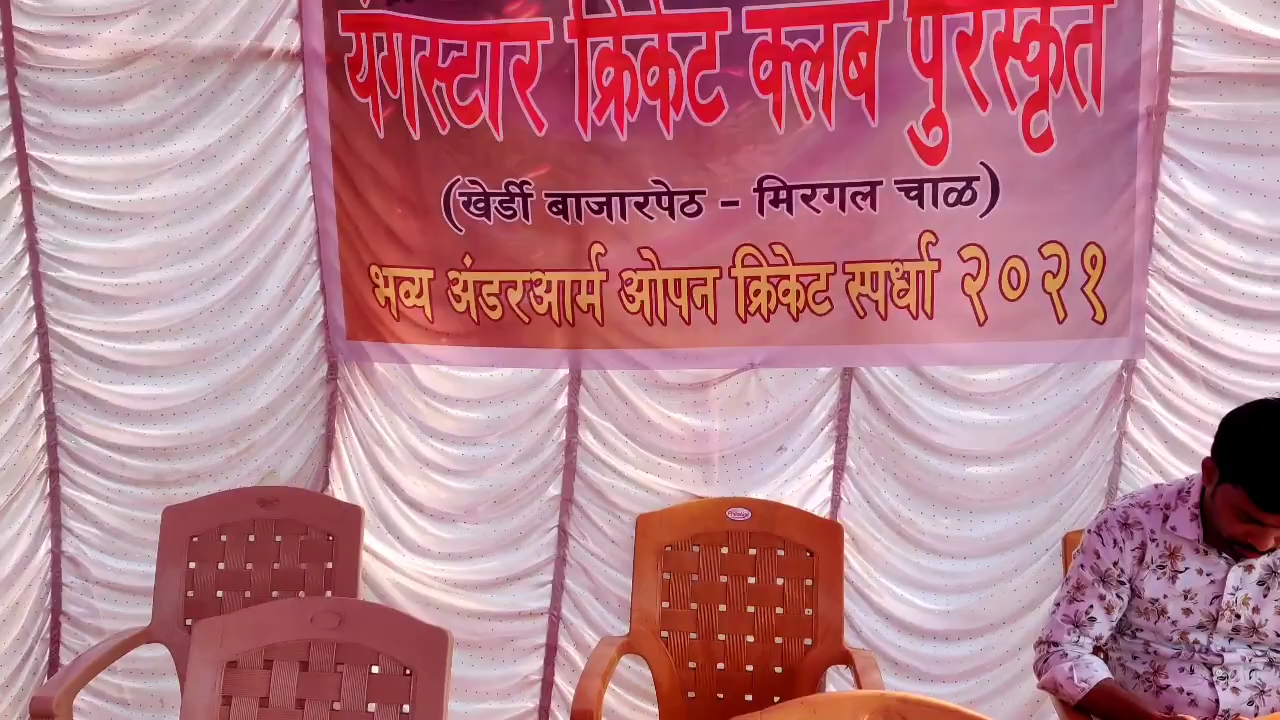 यंगस्टार क्रिकेट क्लब पुरस्कृत
(खेर्डी बाजारपेठ - मिरगल चाळ)
भव्य अंडरआर्म ओपन क्रिकेट स्पर्धा २०२१